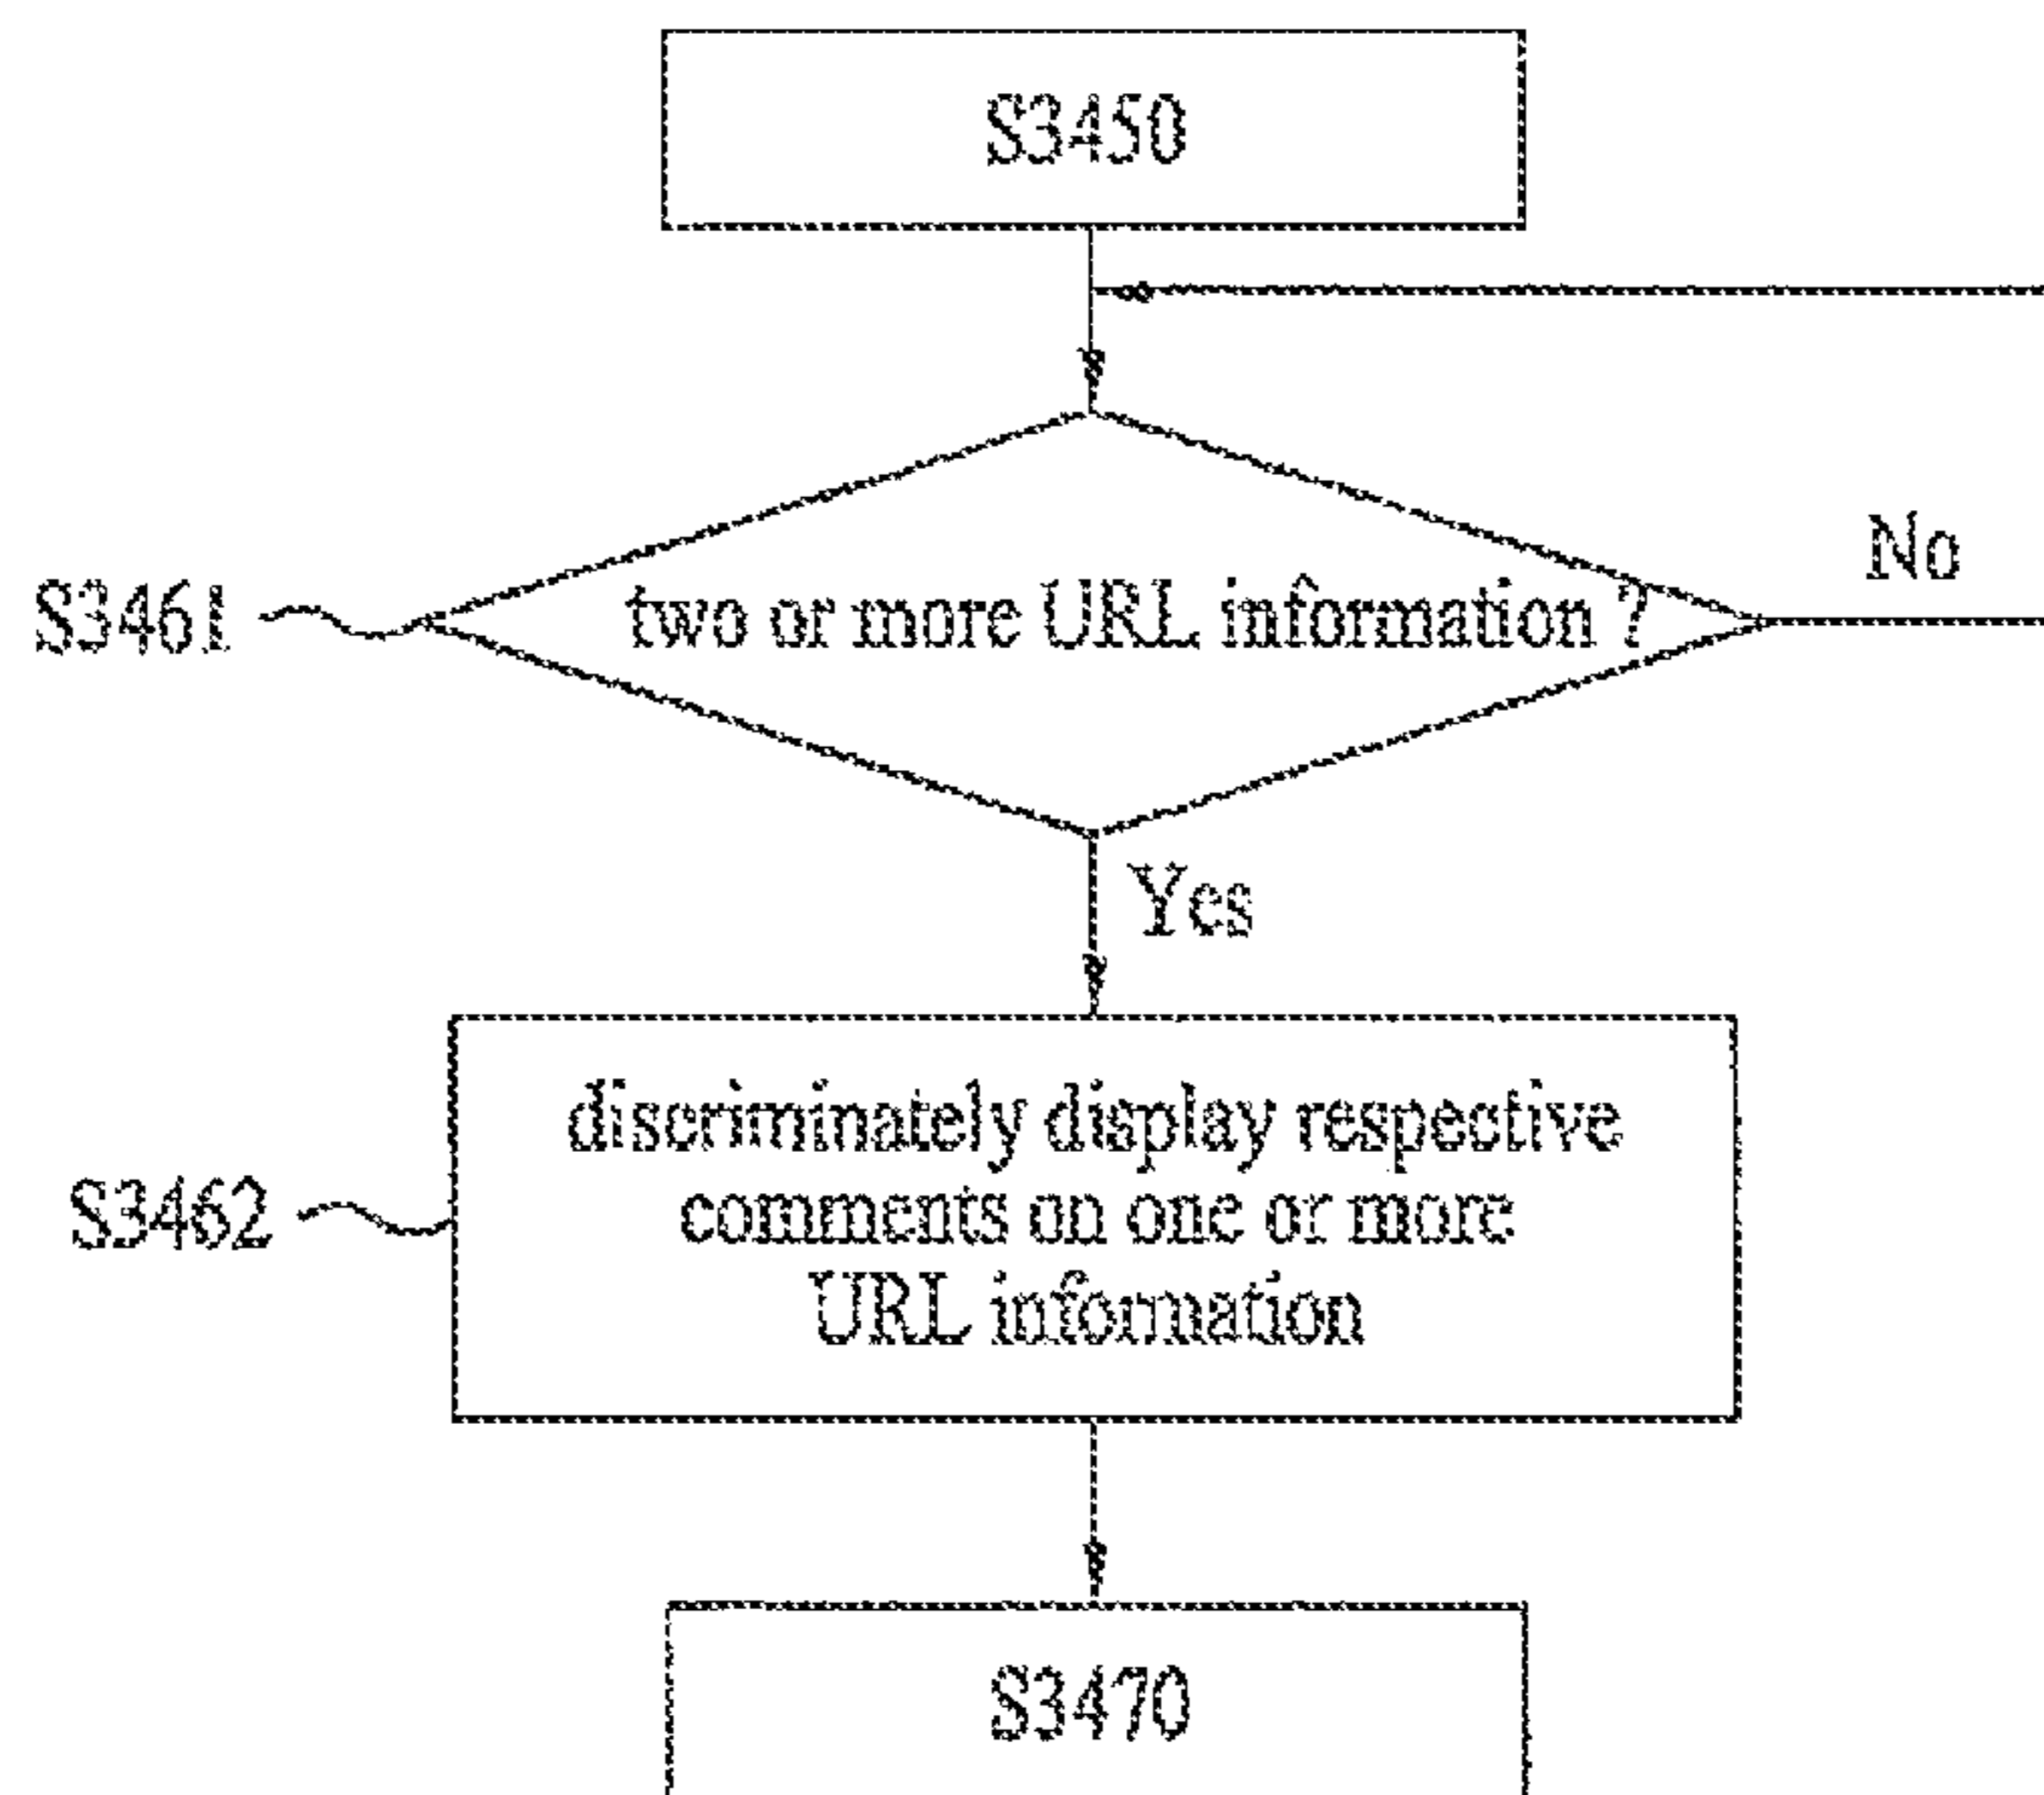 S3450
No
S3461
two or more URL information ?
Yes
discriminately display respective
S3462
comments on one or more
URL information
S3470